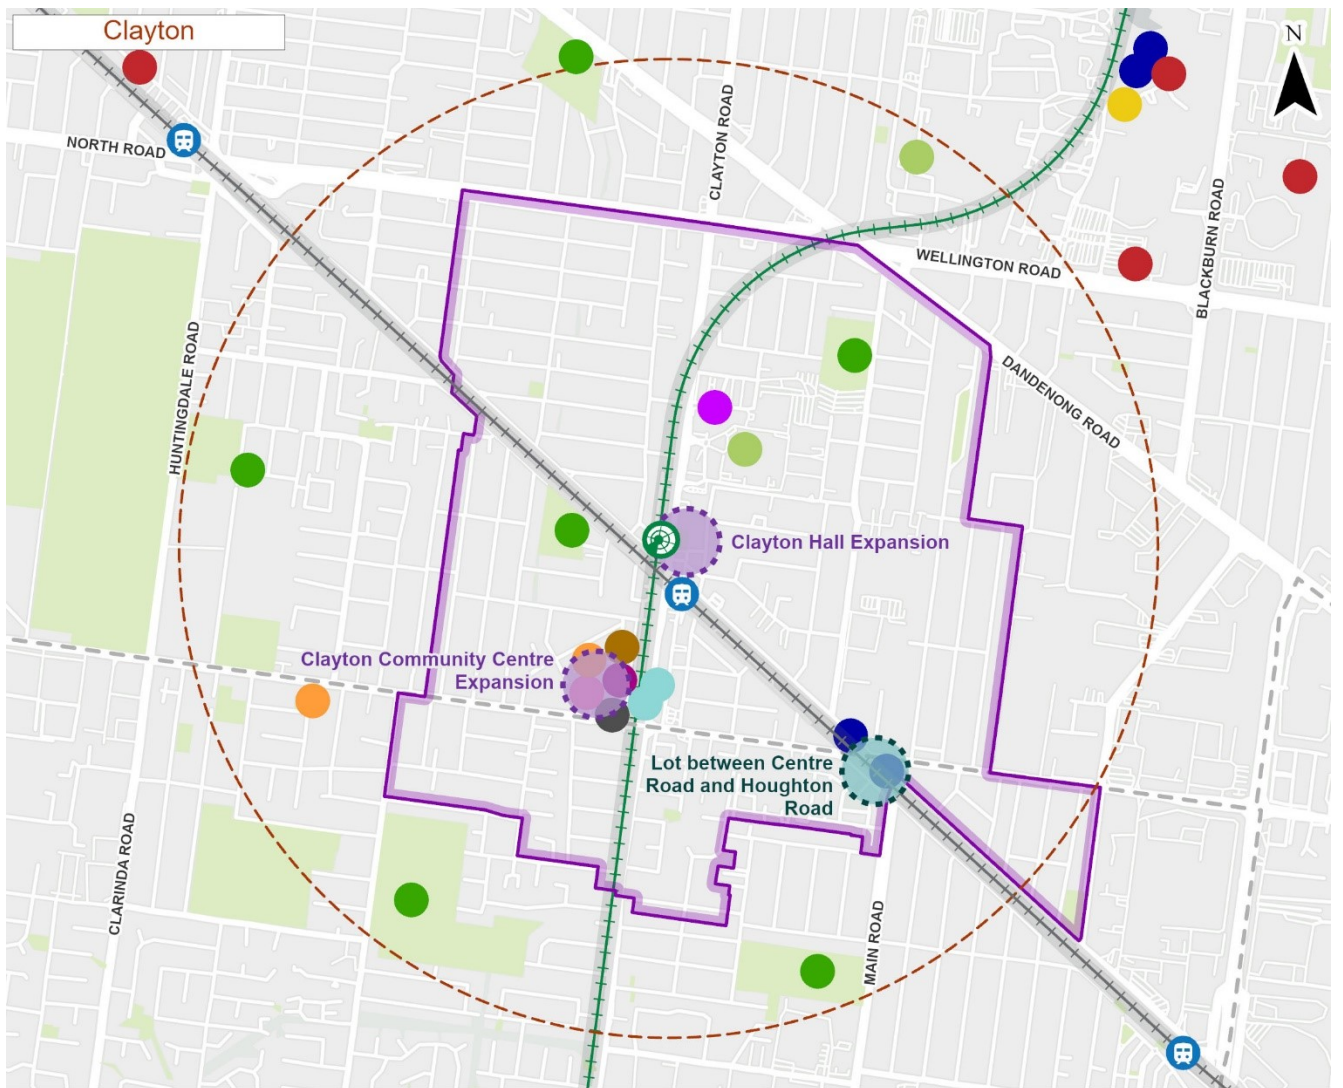 Clayton
N
NORTH ROAD
CLAYTON ROAD
WELLINGTON ROAD
BLACKBURN ROAD
HUNTINGDALE ROAD
DANDENONG ROAD
Clayton Hall Expansion
Clayton Community Centre
Expansion
Lot between Centre
Road and Houghton
Road
CLARINDA ROAD
MAIN ROAD